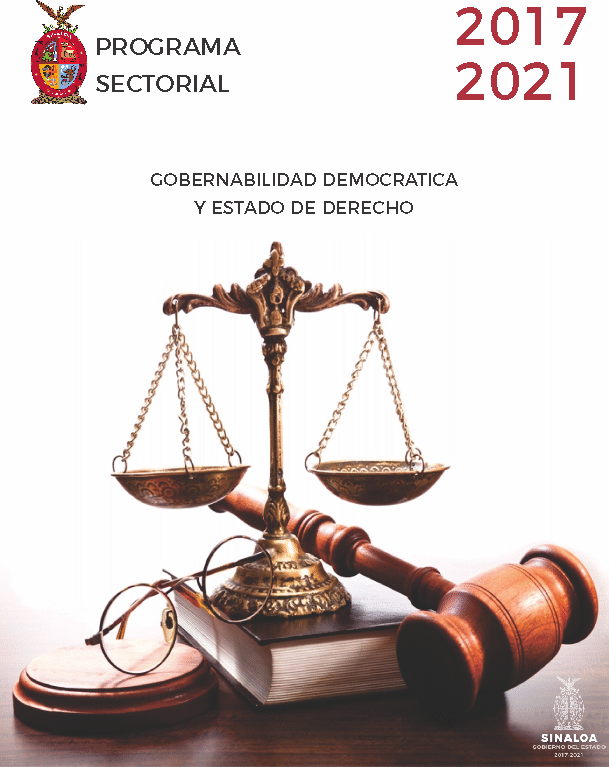 PROGRAMA
SECTORIAL
2017
2021
GOBERNABILIDAD DEMOCRATICA
Y ESTADO DE DERECHO
SINALOA
GOBIERNO DEL ESTADO
2017-2021